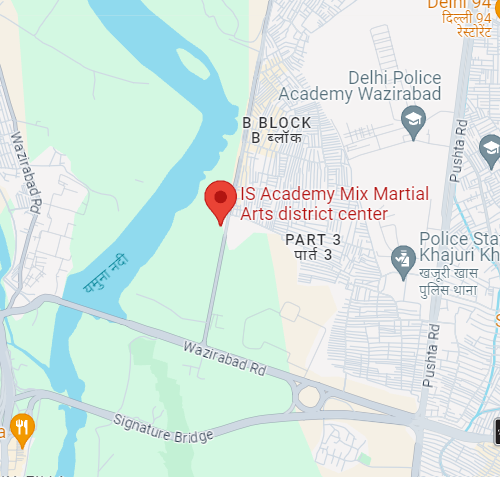 Delhi 94
दिल्ली 94
रेस्टोरेंट
Delhi Police
Academy Wazirabad
B BLOCK
B ब्लॉक
Wazirabad Rd
Pushta Rd
IS Academy Mix Martial
Arts district center
PART 3
पार्त 3
Police Sta
Khajuri Kh
खजूरी खास
पुलिस थाना
यमुना नदी
Wazirabad Rd
Pushta Rd
Signature Bridge